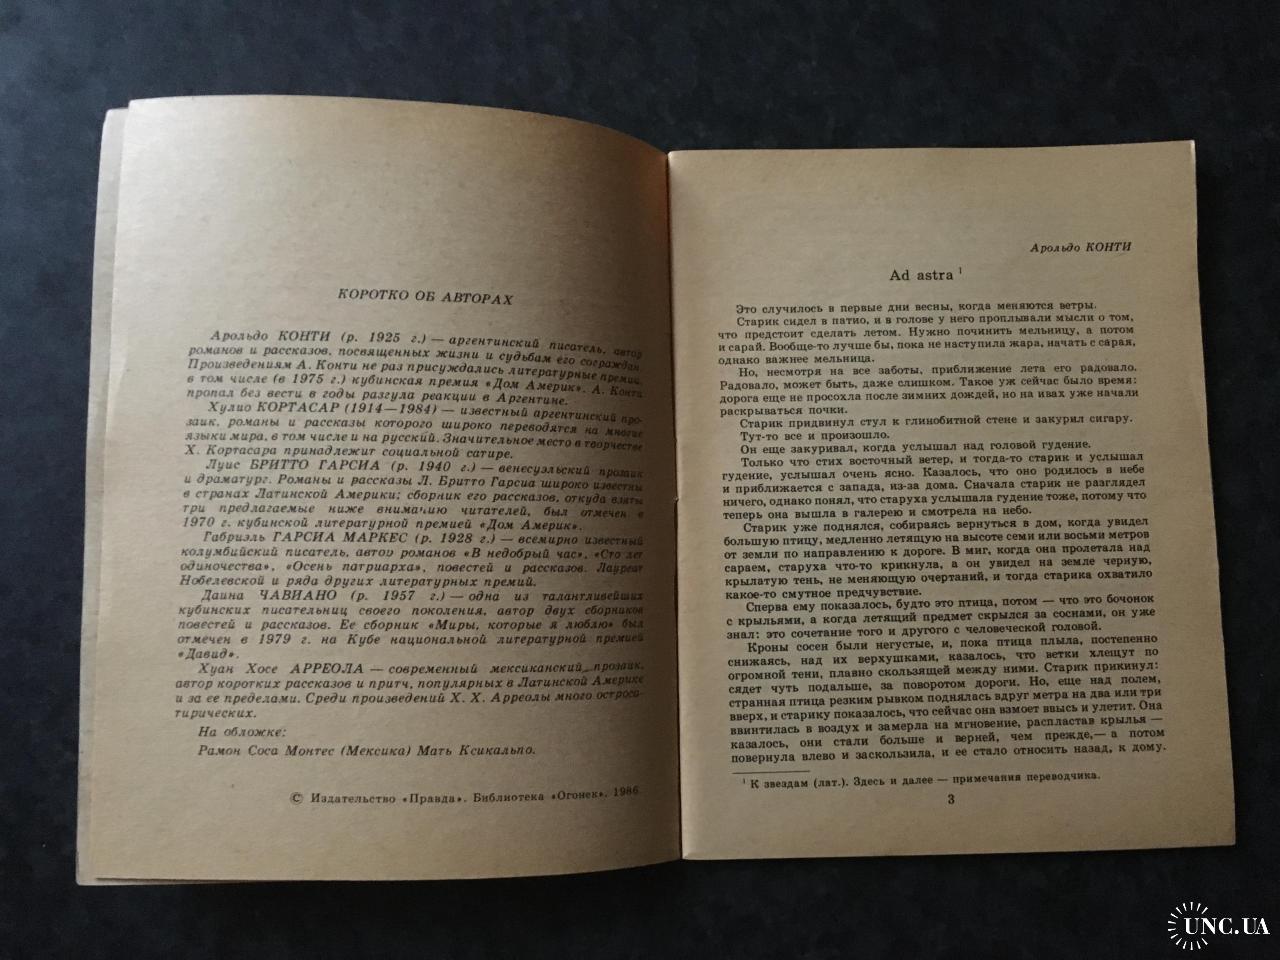 КОРОТКО ОБ АВТОРАХ
Арольдо КОНТИ (р. 1925 г.) — аргентинский писатель, автор
романов и рассказов, посвященных жизни и судьбам его сограждан.
Произведениям А. Конти не раз присуждались литературные премии,
в том числе (в 1975 г.) кубинская премия «Дом Америк». А. Конти
пропал без вести в годы разгула реакции в Аргентине.
Хулио КОРТАСАР (1914—1984) — известный аргентинский про-
заик, романы и рассказы которого широко переводятся на многие
языки мира, в том числе и на русский. Значительное место в творчестве
Х. Кортасара принадлежит социальной сатире.
Луис БРИТТО ГАРСИА (р. 1940 г.) — венесуэльский прозаик
и драматург. Романы и рассказы Л. Бритто Гарсиа широко известны
в странах Латинской Америки; сборник его рассказов, откуда взяты
три предлагаемые ниже вниманию читателей, был отмечен в
1970 г. кубинской литературной премией «Дом Америк».
Габриэль ГАРСИА МАРКЕС (р. 1928 г.) — всемирно известный
колумбийский писатель, автор романов «В недобрый час», «Сто лет
одиночества», «Осень патриарха», повестей и рассказов. Лауреат
Нобелевской и ряда других литературных премий.
Даина ЧАВИАНО (р. 1957 г.) — одна из талантливейших
кубинских писательниц своего поколения, автор двух сборников
повестей и рассказов. Ее сборник «Миры, которые я люблю» был
отмечен в 1979 г. на Кубе национальной литературной премией
«Давид».
Хуан Хосе АРРЕОЛА — современный мексиканский прозаик,
автор коротких рассказов и притч, популярных в Латинской Америке
и за ее пределами. Среди произведений Х. Х. Арреолы много остроса-
тирических.
На обложке:
Рамон Соса Монтес (Мексика) Мать Ксикальпо.
© Издательство «Правда». Библиотека «Огонек». 1986.
Арольдо КОНТИ
Ad astra ¹
Это случилось в первые дни весны, когда меняются ветры.
Старик сидел в патио, и в голове у него проплывали мысли о том,
что предстоит сделать летом. Нужно починить мельницу, а потом
и сарай. Вообще-то лучше бы, пока не наступила жара, начать с сарая,
однако важнее мельница.
Но, несмотря на все заботы, приближение лета его радовало.
Радовало, может быть, даже слишком. Такое уж сейчас было время:
дорога еще не просохла после зимних дождей, но на ивах уже начали
раскрываться почки.
Старик придвинул стул к глинобитной стене и закурил сигару.
Тут-то все и произошло.
Он еще закуривал, когда услышал над головой гудение.
Только что стих восточный ветер, и тогда-то старик и услышал
гудение, услышал очень ясно. Казалось, что оно родилось в небе
и приближается с запада, из-за дома. Сначала старик не разглядел
ничего, однако понял, что старуха услышала гудение тоже, потому что
теперь она вышла в галерею и смотрела на небо.
Старик уже поднялся, собираясь вернуться в дом, когда увидел
большую птицу, медленно летящую на высоте семи или восьми метров
от земли по направлению к дороге. В миг, когда она пролетала над
сараем, старуха что-то крикнула, а он увидел на земле черную,
крылатую тень, не меняющую очертаний, и тогда старика охватило
какое-то смутное предчувствие.
Сперва ему показалось, будто это птица, потом — что это бочонок
с крыльями, а когда летящий предмет скрылся за соснами, он уже
знал: это сочетание того и другого с человеческой головой.
Кроны сосен были негустые, и, пока птица плыла, постепенно
снижаясь, над их верхушками, казалось, что ветки хлещут по
огромной тени, плавно скользящей между ними. Старик прикинул:
сядет чуть подальше, за поворотом дороги. Но, еще над полем,
странная птица резким рывком поднялась вдруг метра на два или три
вверх, и старику показалось, что сейчас она взмоет ввысь и улетит. Она
ввинтилась в воздух и замерла на мгновение, распластав крылья —
казалось, они стали больше и верней, чем прежде,— а потом
повернула влево и заскользила, и ее стало относить назад, к дому.
¹ К звездам (лат.). Здесь и далее — примечания переводчика.
3
UNC.UA